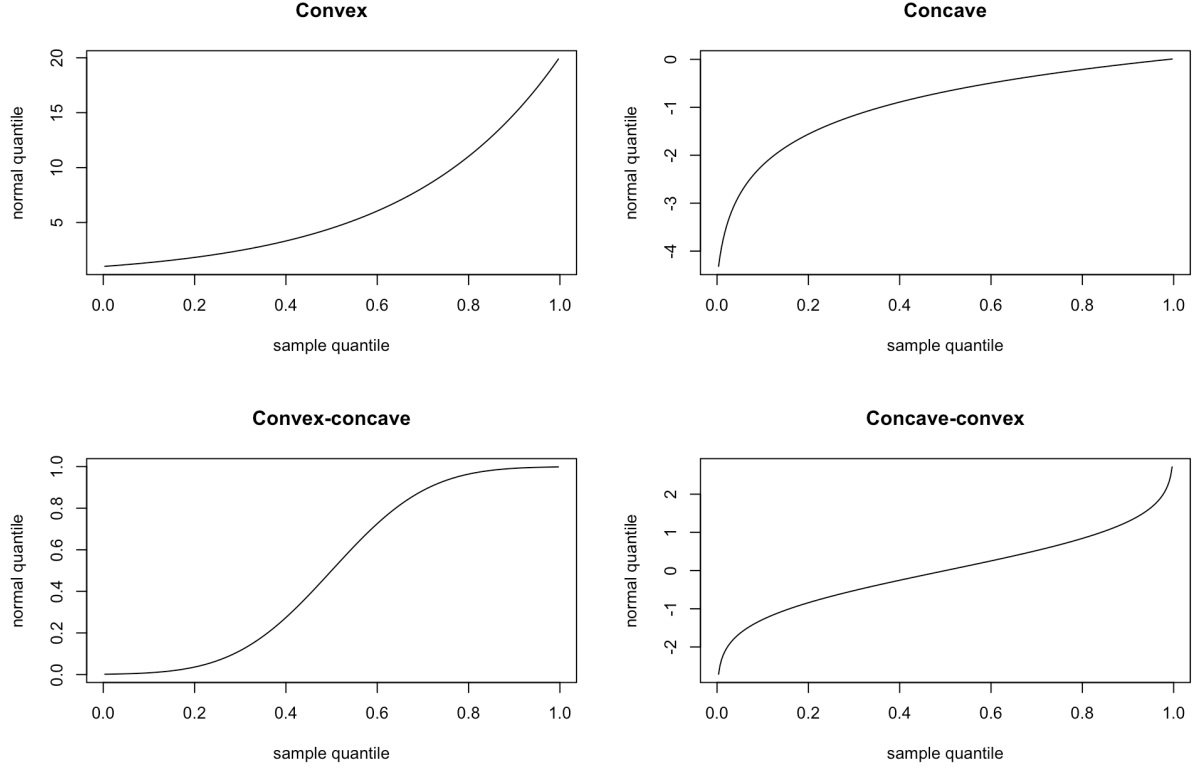 Convex
normal quantile
20
15
10
5
0.0 0.2 0.4 0.6 0.8 1.0
sample quantile
Concave
normal quantile
0
-1
-2
-3
-4
0.0 0.2 0.4 0.6 0.8 1.0
sample quantile
Convex-concave
normal quantile
1.0
0.8
0.6
0.4
0.2
0.0
0.0 0.2 0.4 0.6 0.8 1.0
sample quantile
Concave-convex
normal quantile
2
1
0
-1
-2
0.0 0.2 0.4 0.6 0.8 1.0
sample quantile